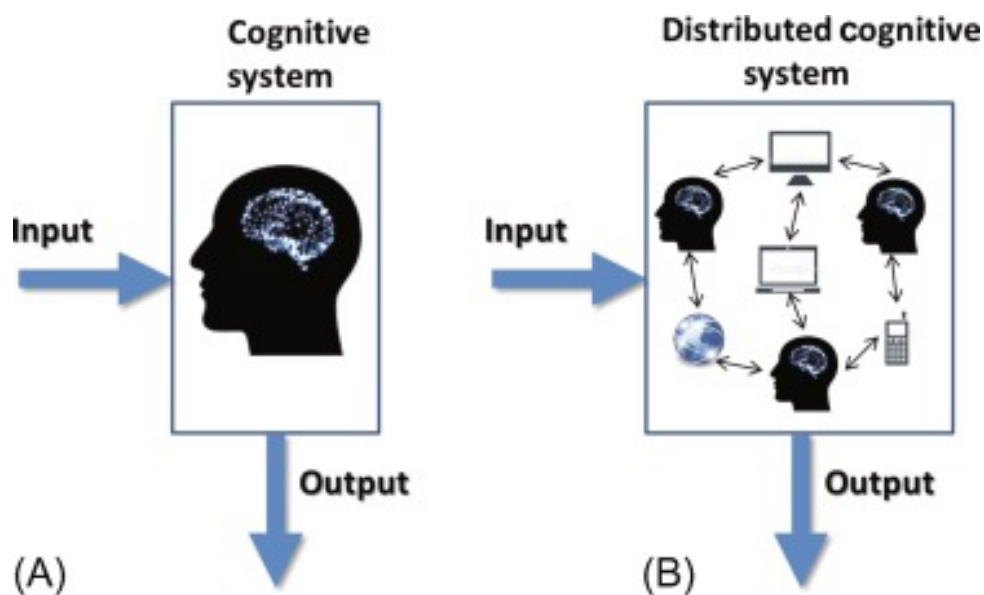 Cognitive
system
Input
Output
(A)
Distributed cognitive
system
Input
Output
(B)